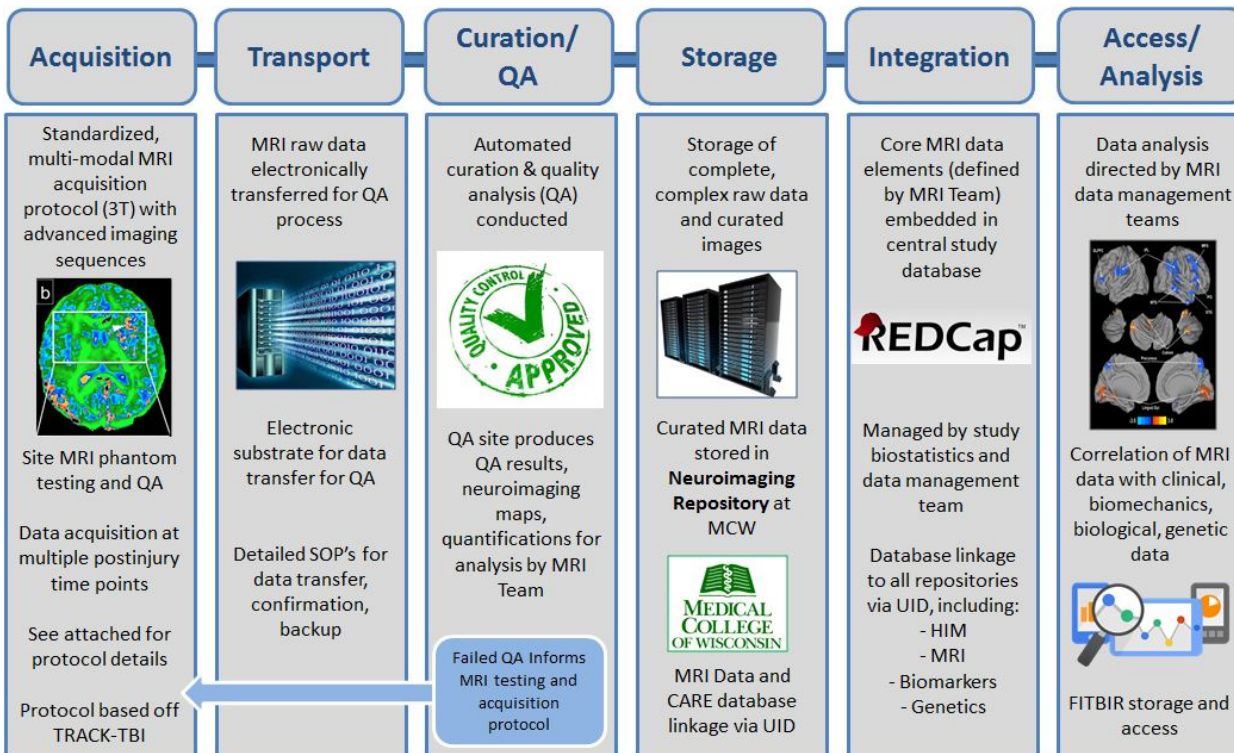 Acquisition
Transport
Curation/
QA
Storage
Integration
Access/
Analysis
Standardized,
multi-modal MRI
acquisition
protocol (3T) with
advanced imaging
sequences
b
Site MRI phantom
testing and QA
Data acquisition at
multiple postinjury
time points
See attached for
protocol details
Protocol based off
TRACK-TBI
MRI raw data
electronically
transferred for QA
process
Electronic
substrate for data
transfer for QA
Detailed SOP's for
data transfer,
confirmation,
backup
Automated
curation & quality
analysis (QA)
conducted
QUALITY CONTROL
APPROVED
QA site produces
QA results,
neuroimaging
maps,
quantifications for
analysis by MRI
Team
Failed QA Informs
MRI testing and
acquisition
protocol
Storage of
complete,
complex raw data
and curated
images
Curated MRI data
stored in
Neuroimaging
Repository at
MCW
MEDICAL
COLLEGE
OF WISCONSIN
MRI Data and
CARE database
linkage via UID
Core MRI data
elements (defined
by MRI Team)
embedded in
central study
database
REDCap™
Managed by study
biostatistics and
data management
team
Database linkage
to all repositories
via UID, including:
- HIM
- MRI
- Biomarkers
- Genetics
Data analysis
directed by MRI
data management
teams
Correlation of MRI
data with clinical,
biomechanics,
biological, genetic
data
FITBIR storage and
access